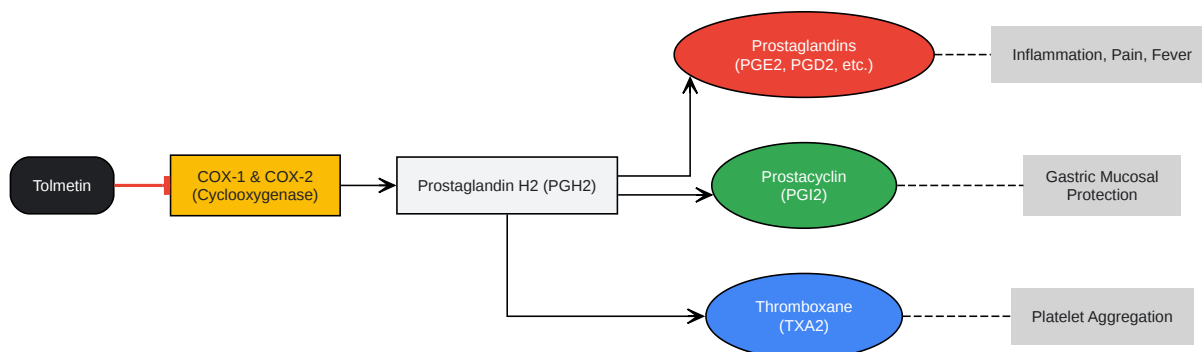 Prostaglandins
(PGE2, PGD2, etc.)
Inflammation, Pain, Fever
Tolmetin
COX-1 & COX-2
(Cyclooxygenase)
Prostaglandin H2 (PGH2)
Prostacyclin
(PGI2)
Gastric Mucosal
Protection
Thromboxane
(TXA2)
Platelet Aggregation